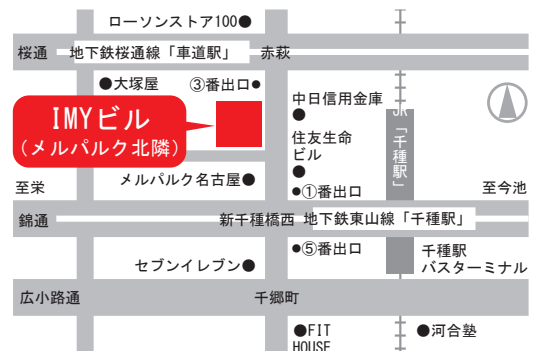 ローソンストア100●
桜通
地下鉄桜通線「車道駅」
赤萩
●大塚屋
③番出口●
中日信用金庫
●
IMYビル
(メルパルク北隣)
JR「千種駅」
住友生命
ビル
●
メルパルク名古屋●
●①番出口
至栄
至今池
錦通
新千種橋西
地下鉄東山線「千種駅」
●⑤番出口
千種駅
バスターミナル
セブンイレブン●
広小路通
千郷町
●FIT
HOUSE
●河合塾